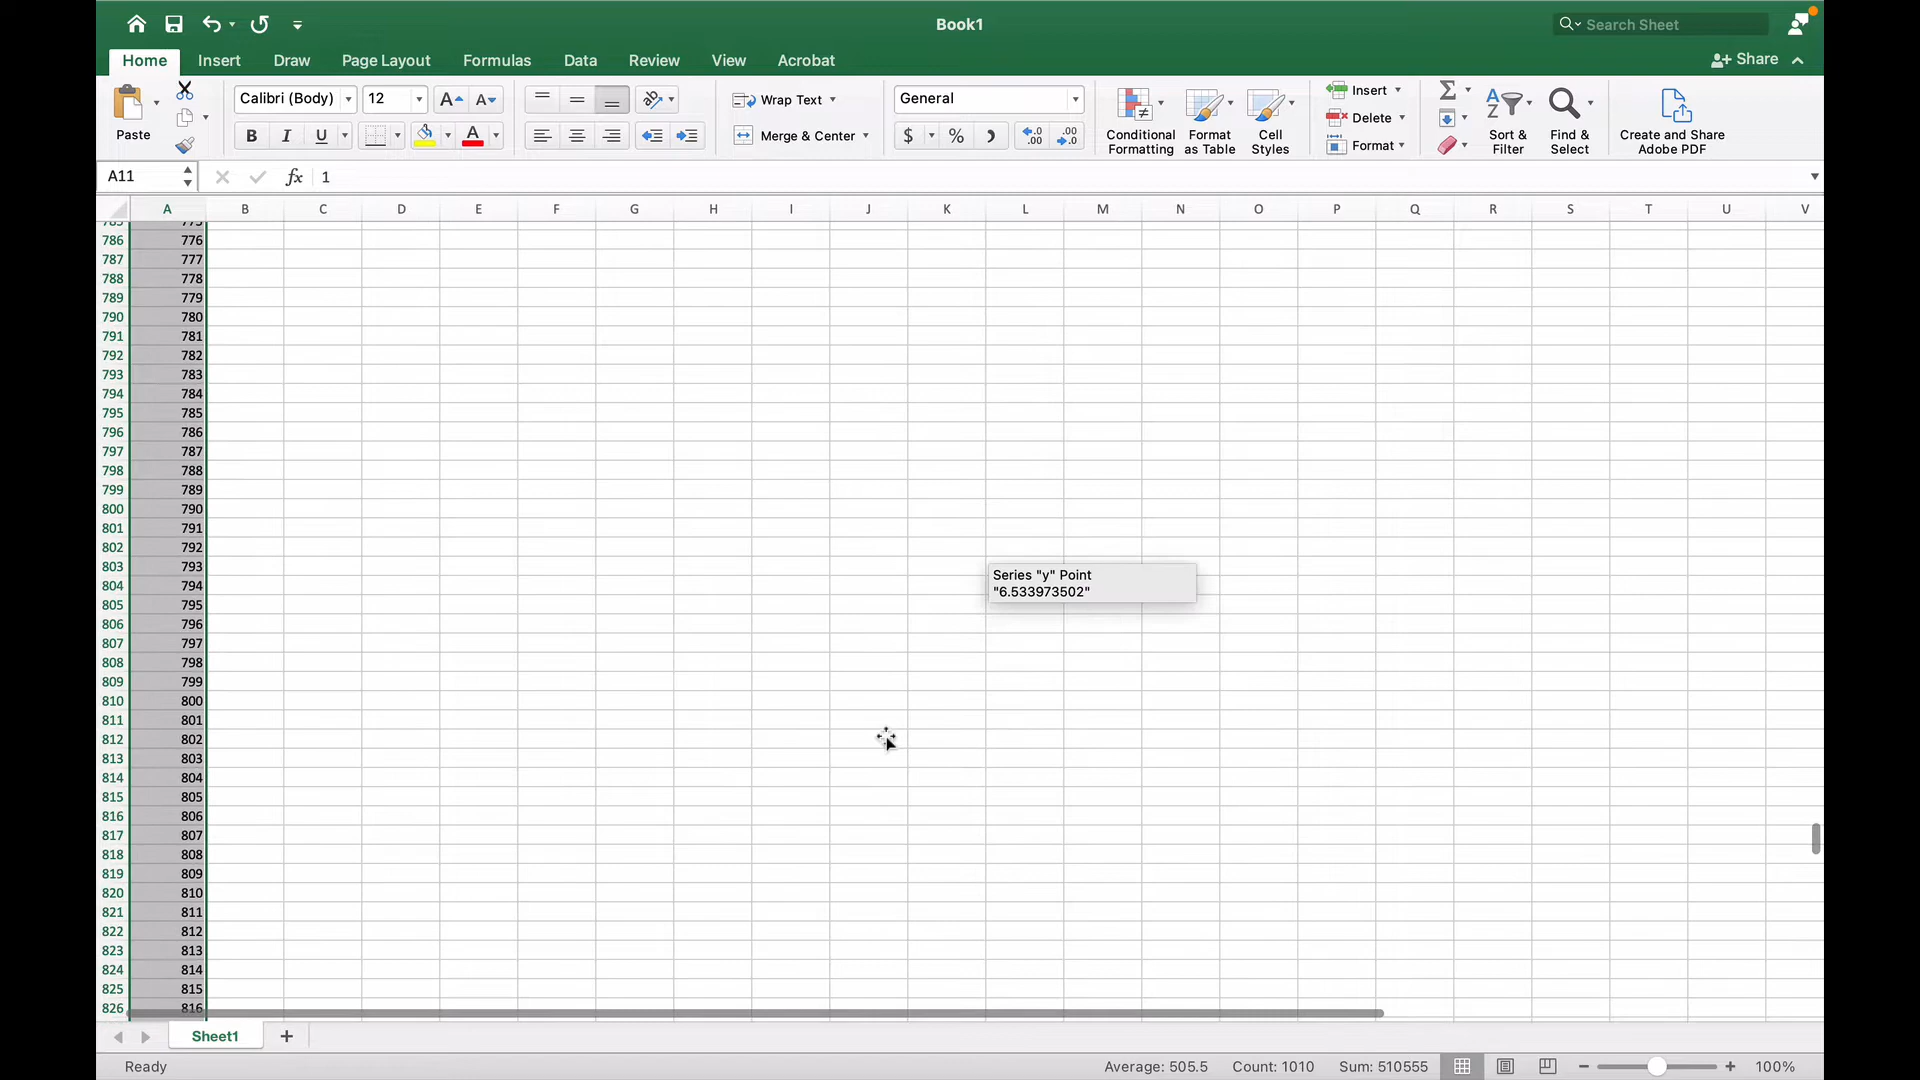 Book1
Search Sheet
Home Insert Draw Page Layout Formulas Data Review View Acrobat
Share
Paste
Calibri (Body) 12
Wrap Text
Merge & Center
General
Conditional Formatting
Format as Table
Cell Styles
Insert
Delete
Format
Sort & Filter
Find & Select
Create and Share Adobe PDF
A11 fx 1
A B C D E F G H I J K L M N O P Q R S T U V
785 775
786 776
787 777
788 778
789 779
790 780
791 781
792 782
793 783
794 784
795 785
796 786
797 787
798 788
799 789
800 790
801 791
802 792
803 793
804 794
805 795
806 796
807 797
808 798
809 799
810 800
811 801
812 802
813 803
814 804
815 805
816 806
817 807
818 808
819 809
820 810
821 811
822 812
823 813
824 814
825 815
826 816
Series "y" Point
"6.533973502"
Sheet1
Ready
Average: 505.5 Count: 1010 Sum: 510555 100%